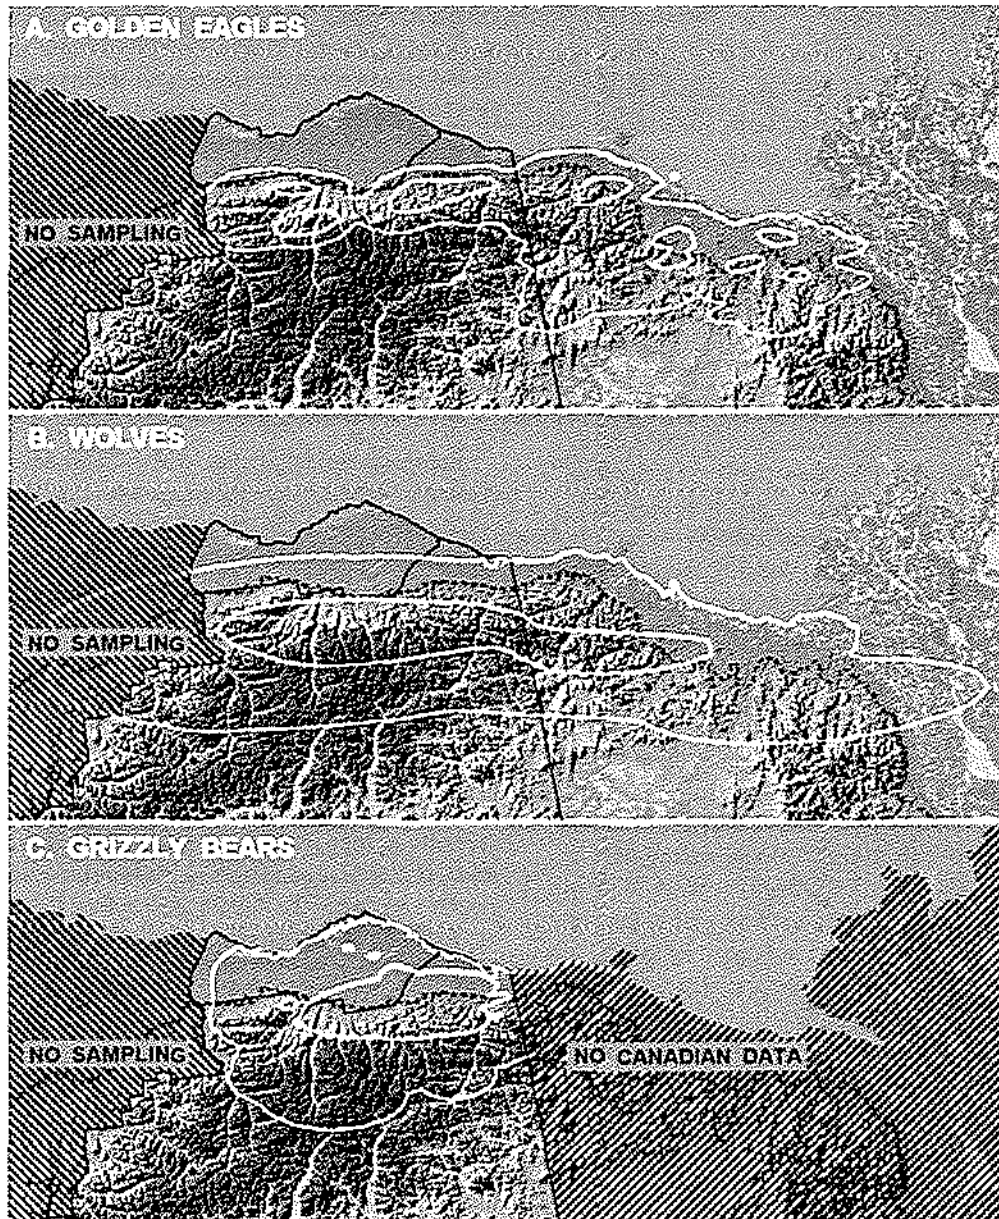 A. GOLDEN EAGLES
NO SAMPLING
B. WOLVES
NO SAMPLING
C. GRIZZLY BEARS
NO SAMPLING
NO CANADIAN DATA